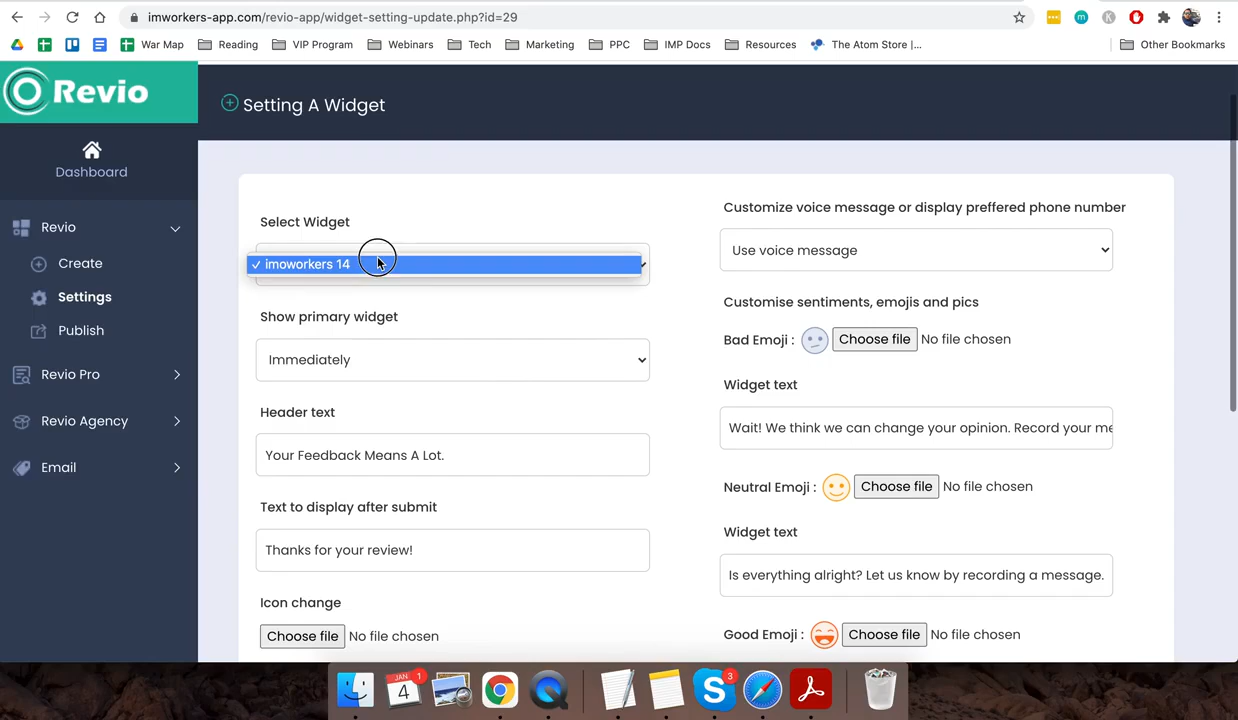 imworkers-app.com/revio-app/widget-setting-update.php?id=29
War Map
Reading
VIP Program
Webinars
Tech
Marketing
PPC
IMP Docs
Resources
The Atom Store |...
Other Bookmarks
Revio
Setting A Widget
Dashboard
Revio
Create
Settings
Publish
Revio Pro
Revio Agency
Email
Select Widget
✓ imoworkers 14
Show primary widget
Immediately
Header text
Your Feedback Means A Lot.
Text to display after submit
Thanks for your review!
Icon change
Choose file No file chosen
Customize voice message or display preffered phone number
Use voice message
Customise sentiments, emojis and pics
Bad Emoji : Choose file No file chosen
Widget text
Wait! We think we can change your opinion. Record your me
Neutral Emoji : Choose file No file chosen
Widget text
Is everything alright? Let us know by recording a message.
Good Emoji : Choose file No file chosen
JAN
4
1
3